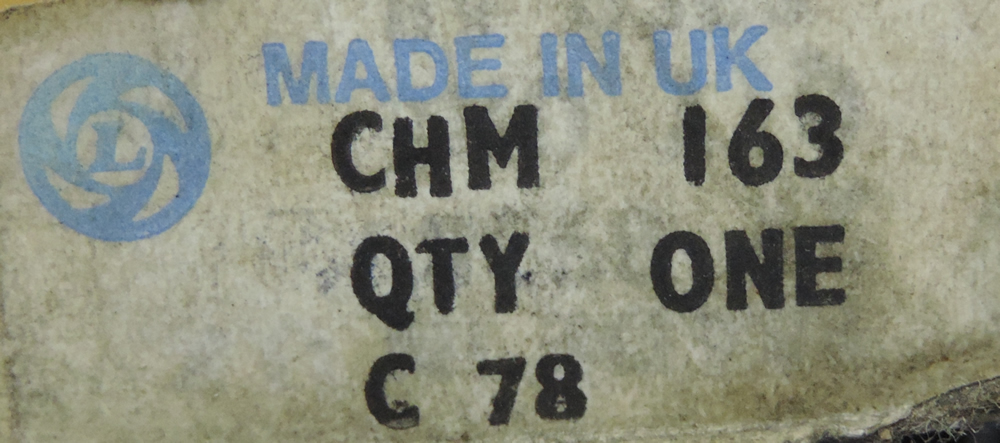 MADE IN UK
L
CHM 163
QTY ONE
C 78